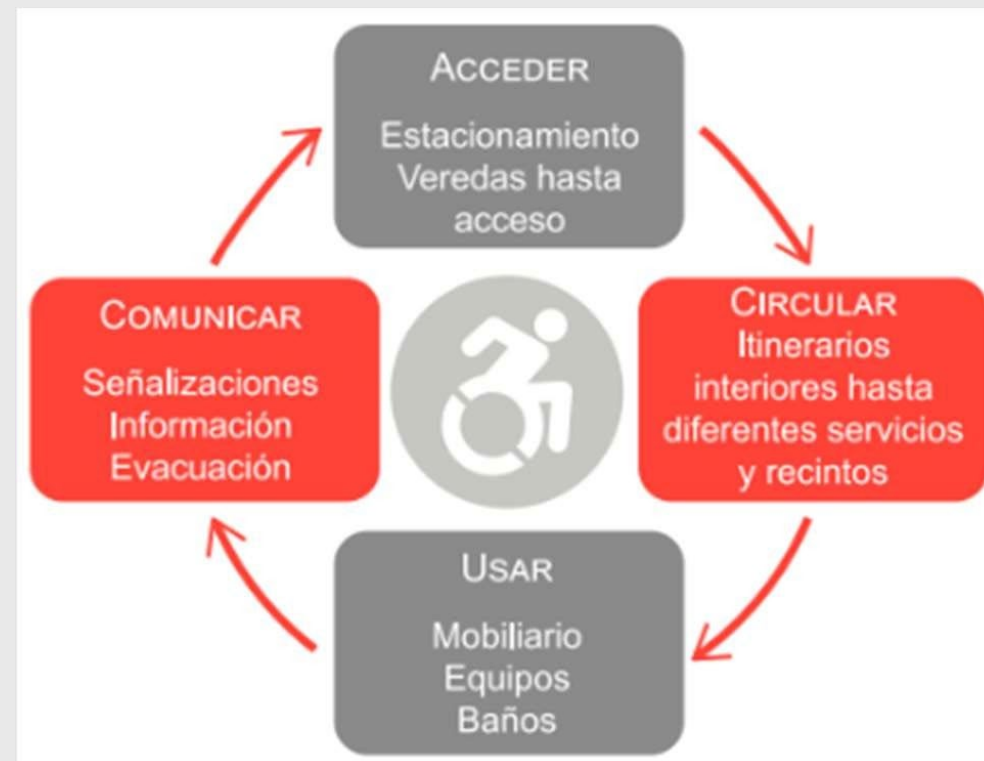 ACCEDER
Estacionamiento
Veredas hasta
acceso
COMUNICAR
Señalizaciones
Información
Evacuación
CIRCULAR
Itinerarios
interiores hasta
diferentes servicios
y recintos
USAR
Mobiliario
Equipos
Baños